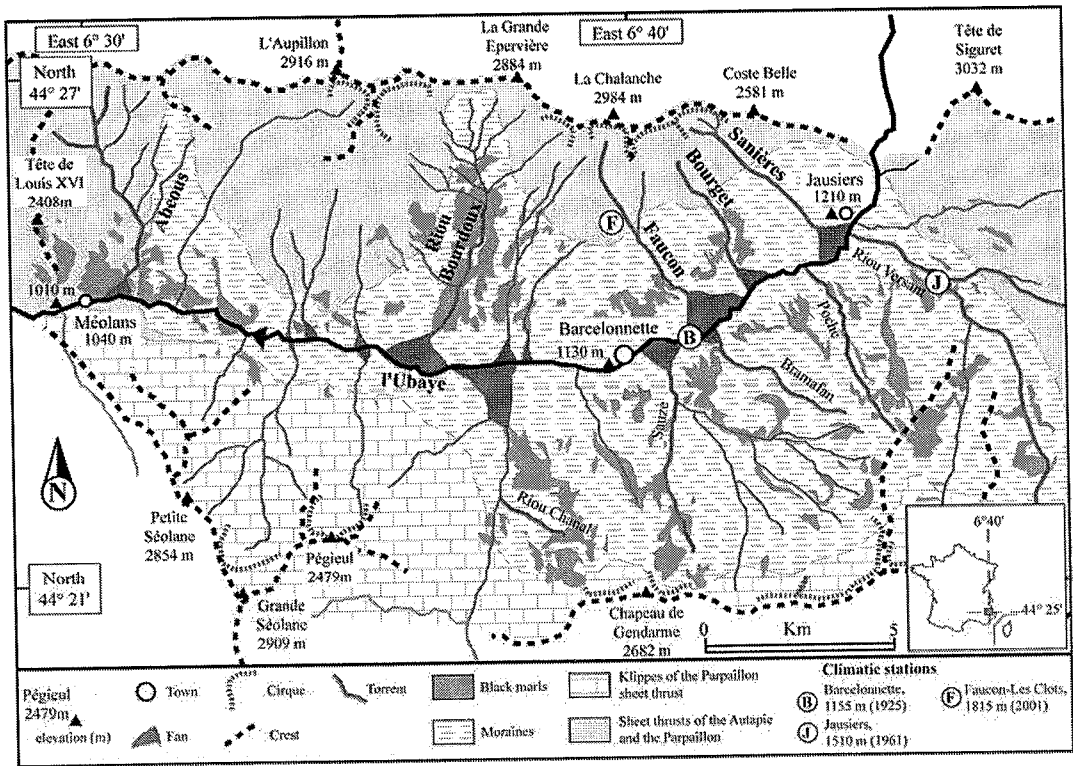 East 6° 30'
East 6° 40'
North
44° 27'
L'Aupillon
2916 m
La Grande
Epervière
2884 m
La Chalanche
2984 m
Coste Belle
2581 m
Tête de
Siguret
3032 m
Tête de
Louis XVI
2408m
Abéous
Riou
Bourdoux
Faucon
Bourget
Sanières
Jausiers
1210 m
F
1010 m
Méolans
1040 m
l'Ubaye
Barcelonnette
1130 m
B
J
Riou Versant
Poche
Bramafan
Sauze
Riou Chanal
N
Petite
Séolane
2854 m
Pégieul
2479m
Grande
Séolane
2909 m
North
44° 21'
Chapeau de
Gendarme
2682 m
0 Km 5
6°40'
44° 25'
Pégieul
2479m
elevation (m)
Town
Fan
Cirque
Crest
Torrent
Black marls
Moraines
Klippes of the Parpaillon
sheet thrust
Sheet thrusts of the Autapie
and the Parpaillon
Climatic stations
B Barcelonnette,
1155 m (1925)
J Jausiers,
1510 m (1961)
F Faucon-Les Clots,
1815 m (2001)